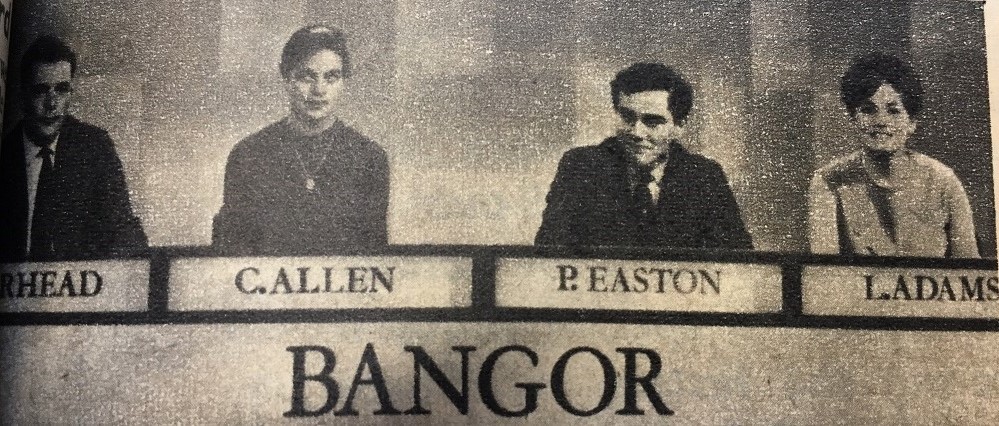 RHEAD C.ALLEN P. EASTON L.ADAMS
BANGOR